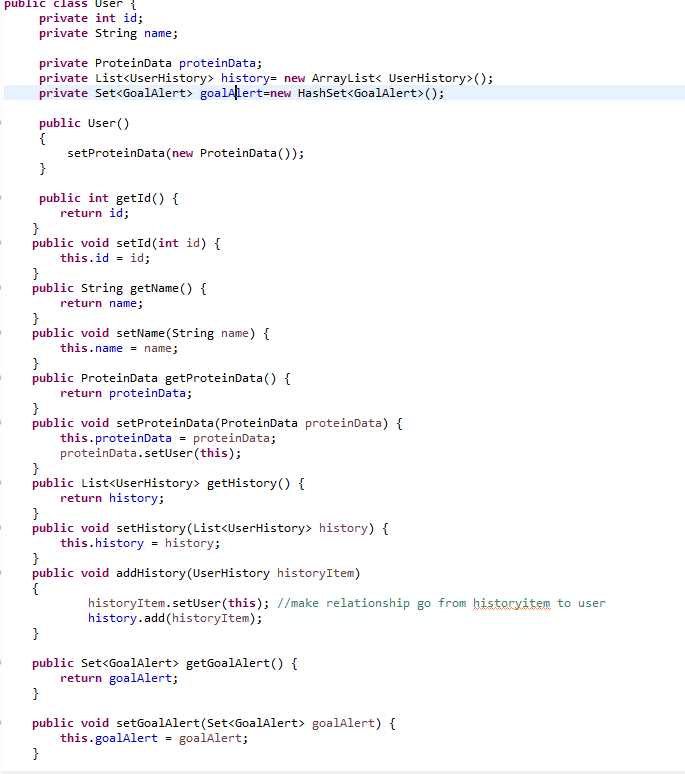 public class User {
private int id;
private String name;
private ProteinData proteinData;
private List<UserHistory> history= new ArrayList< UserHistory>();
private Set<GoalAlert> goalAlert=new HashSet<GoalAlert>();
public User()
{
setProteinData(new ProteinData());
}
public int getId() {
return id;
}
public void setId(int id) {
this.id = id;
}
public String getName() {
return name;
}
public void setName(String name) {
this.name = name;
}
public ProteinData getProteinData() {
return proteinData;
}
public void setProteinData(ProteinData proteinData) {
this.proteinData = proteinData;
proteinData.setUser(this);
}
public List<UserHistory> getHistory() {
return history;
}
public void setHistory(List<UserHistory> history) {
this.history = history;
}
public void addHistory(UserHistory historyItem)
{
historyItem.setUser(this); //make relationship go from historyitem to user
history.add(historyItem);
}
public Set<GoalAlert> getGoalAlert() {
return goalAlert;
}
public void setGoalAlert(Set<GoalAlert> goalAlert) {
this.goalAlert = goalAlert;
}